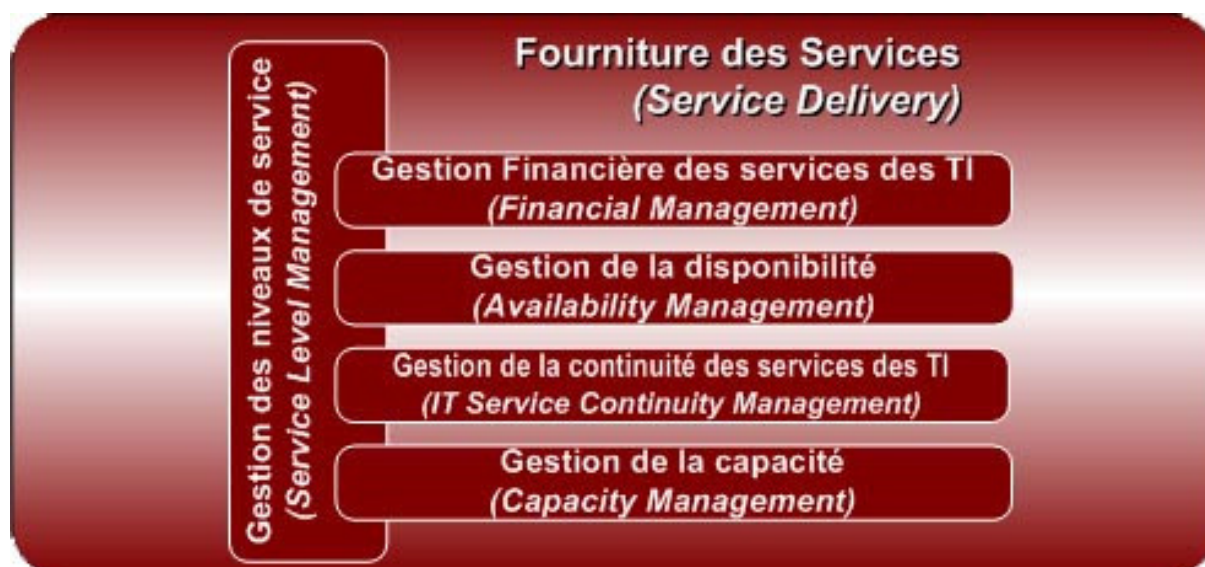 Fourniture des Services
(Service Delivery)
Gestion des niveaux de service
(Service Level Management)
Gestion Financière des services des TI
(Financial Management)
Gestion de la disponibilité
(Availability Management)
Gestion de la continuité des services des TI
(IT Service Continuity Management)
Gestion de la capacité
(Capacity Management)